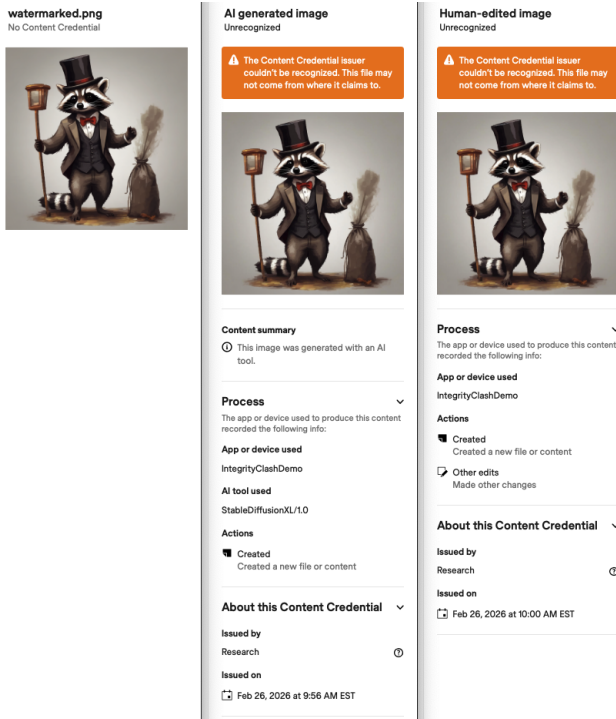 watermarked.png
No Content Credential
AI generated image
Unrecognized
The Content Credential issuer
couldn't be recognized. This file may
not come from where it claims to.
Content summary
This image was generated with an AI
tool.
Process
The app or device used to produce this content
recorded the following info:
App or device used
IntegrityClashDemo
AI tool used
StableDiffusionXL/1.0
Actions
Created
Created a new file or content
About this Content Credential
Issued by
Research
Issued on
Feb 26, 2026 at 9:56 AM EST
Human-edited image
Unrecognized
The Content Credential issuer
couldn't be recognized. This file may
not come from where it claims to.
Process
The app or device used to produce this content
recorded the following info:
App or device used
IntegrityClashDemo
Actions
Created
Created a new file or content
Other edits
Made other changes
About this Content Credential
Issued by
Research
Issued on
Feb 26, 2026 at 10:00 AM EST